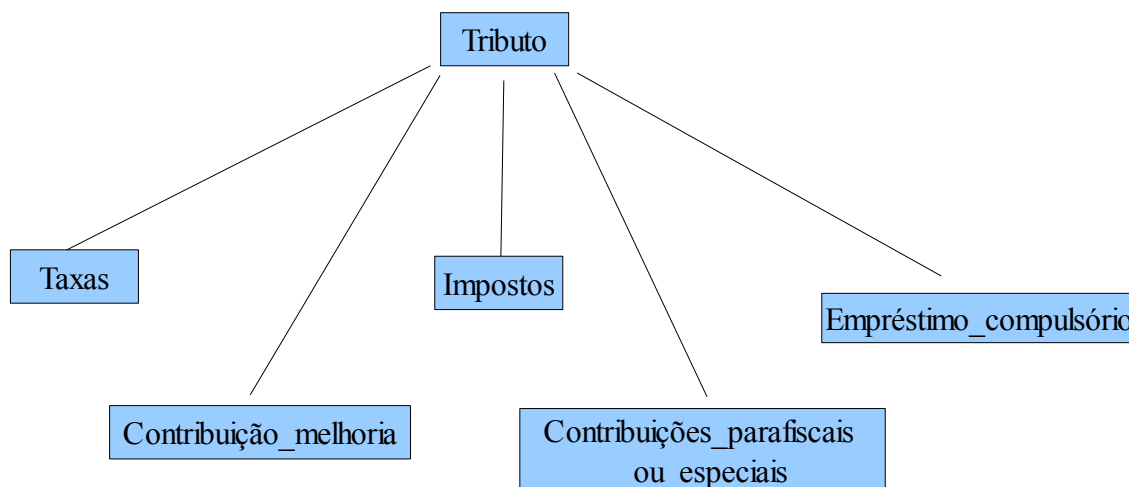 Tributo
Taxas
Impostos
Empréstimo_compulsório
Contribuição_melhoria
Contribuições_parafiscais
ou especiais